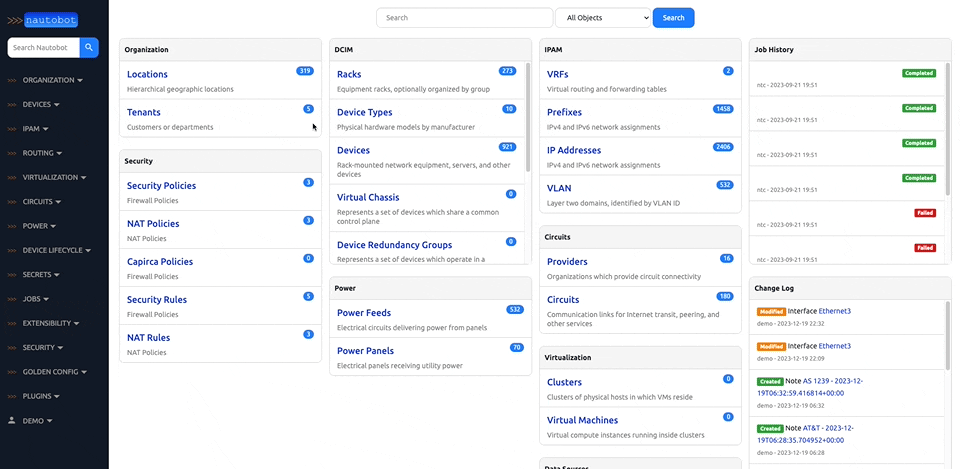 nautobot
Search Nautobot
ORGANIZATION
DEVICES
IPAM
ROUTING
VIRTUALIZATION
CIRCUITS
POWER
DEVICE LIFECYCLE
SECRETS
JOBS
EXTENSIBILITY
SECURITY
GOLDEN CONFIG
PLUGINS
DEMO
Search
All Objects
Search
Organization
Locations 319
Hierarchical geographic locations
Tenants 5
Customers or departments
Security
Security Policies 3
Firewall Policies
NAT Policies 3
NAT Policies
Capirca Policies 0
Firewall Policies
Security Rules 5
Firewall Policies
NAT Rules 3
NAT Policies
DCIM
Racks 273
Equipment racks, optionally organized by group
Device Types 10
Physical hardware models by manufacturer
Devices 921
Rack-mounted network equipment, servers, and other
devices
Virtual Chassis 0
Represents a set of devices which share a common
control plane
Device Redundancy Groups 0
Represents a set of devices which operate in a
Power
Power Feeds 532
Electrical circuits delivering power from panels
Power Panels 70
Electrical panels receiving utility power
IPAM
VRFs 2
Virtual routing and forwarding tables
Prefixes 1458
IPv4 and IPv6 network assignments
IP Addresses 2406
IPv4 and IPv6 network assignments
VLAN 532
Layer two domains, identified by VLAN ID
Circuits
Providers 16
Organizations which provide circuit connectivity
Circuits 180
Communication links for Internet transit, peering, and
other services
Virtualization
Clusters 0
Clusters of physical hosts in which VMs reside
Virtual Machines 0
Virtual compute instances running inside clusters
Data Sources
Job History
Completed
ntc - 2023-09-21 19:51
Completed
ntc - 2023-09-21 19:51
Completed
ntc - 2023-09-21 19:51
Completed
ntc - 2023-09-21 19:51
Failed
ntc - 2023-09-21 19:51
Failed
ntc - 2023-09-21 19:51
Change Log
Modified Interface Ethernet3
demo - 2023-12-19 22:32
Modified Interface Ethernet3
demo - 2023-12-19 22:09
Created Note AS 1239 - 2023-12-
19T06:32:59.416814+00:00
demo - 2023-12-19 06:32
Created Note AT&T - 2023-12-
19T06:28:35.704952+00:00
demo - 2023-12-19 06:28